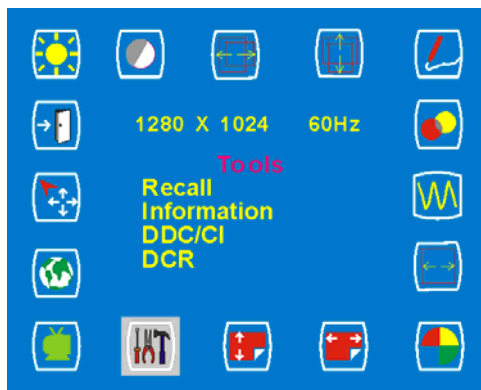 1280 X 1024 60Hz
Tools
Recall
Information
DDC/CI
DCR